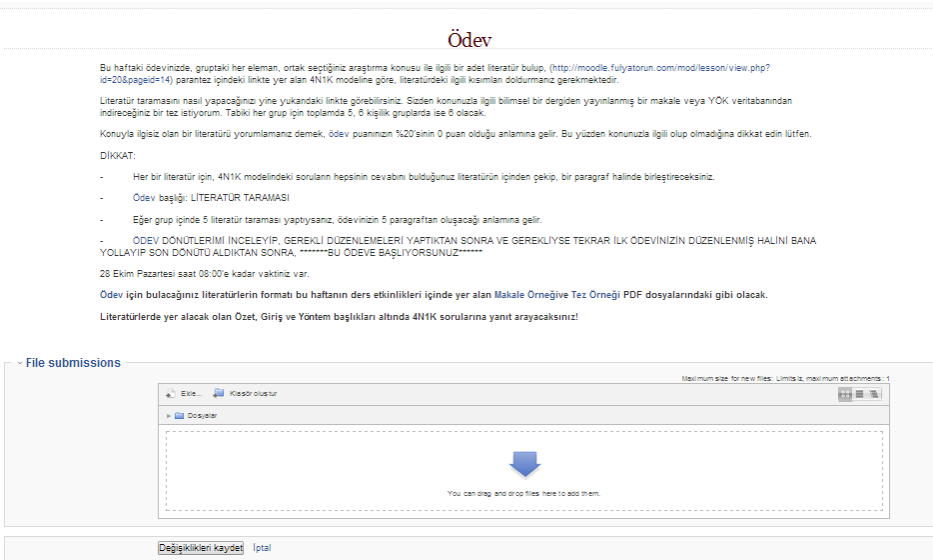 Ödev
Bu haftaki ödevinizde, gruptaki her eleman, ortak seçtiğiniz araştırma konusu ile ilgili bir adet literatür bulup, (http://moodle.fulyatorun.com/mod/lesson/view.php?
id=20&pageid=14) parantez içindeki linkte yer alan 4N1K modeline göre, literatürdeki ilgili kısımları doldurmanız gerekmektedir.
Literatür taramasını nasıl yapacağınızı yine yukarıdaki linkte görebilirsiniz. Sizden konunuzla ilgili bilimsel bir dergiden yayınlanmış bir makale veya YÖK veritabanından
indireceğiniz bir tez istiyorum. Tabiki her grup için toplamda 5, 6 kişilik gruplarda ise 6 olacak.
Konuyla ilgisiz olan bir literatürü yorumlamanız demek, ödev puanınızın %20'sinin 0 puan olduğu anlamına gelir. Bu yüzden konunuzla ilgili olup olmadığına dikkat edin lütfen.
DİKKAT:
- Her bir literatür için, 4N1K modelindeki soruların hepsinin cevabını bulduğunuz literatürün içinden çekip, bir paragraf halinde birleştireceksiniz.
- Ödev başlığı: LİTERATÜR TARAMASI
- Eğer grup içinde 5 literatür taraması yaptıysanız, ödevinizin 5 paragraftan oluşacağı anlamına gelir.
- ÖDEV DÖNÜTLERİMİ İNCELEYİP, GEREKLİ DÜZENLEMELERİ YAPTIKTAN SONRA VE GEREKLİYSE TEKRAR İLK ÖDEVİNİZİN DÜZENLENMİŞ HALİNİ BANA
YOLLAYIP SON DÖNÜTÜ ALDIKTAN SONRA, *******BU ÖDEVE BAŞLIYORSUNUZ******
28 Ekim Pazartesi saat 08:00'e kadar vaktiniz var.
Ödev için bulacağınız literatürlerin formatı bu haftanın ders etkinlikleri içinde yer alan Makale Örneğive Tez Örneği PDF dosyalarındaki gibi olacak.
Literatürlerde yer alacak olan Özet, Giriş ve Yöntem başlıkları altında 4N1K sorularına yanıt arayacaksınız!
File submissions
Maximum size for new files: Limitsiz, maximum attachments: 1
Ekle... Klasör oluştur
Dosyalar
You can drag and drop files here to add them.
Değişiklikleri kaydet İptal